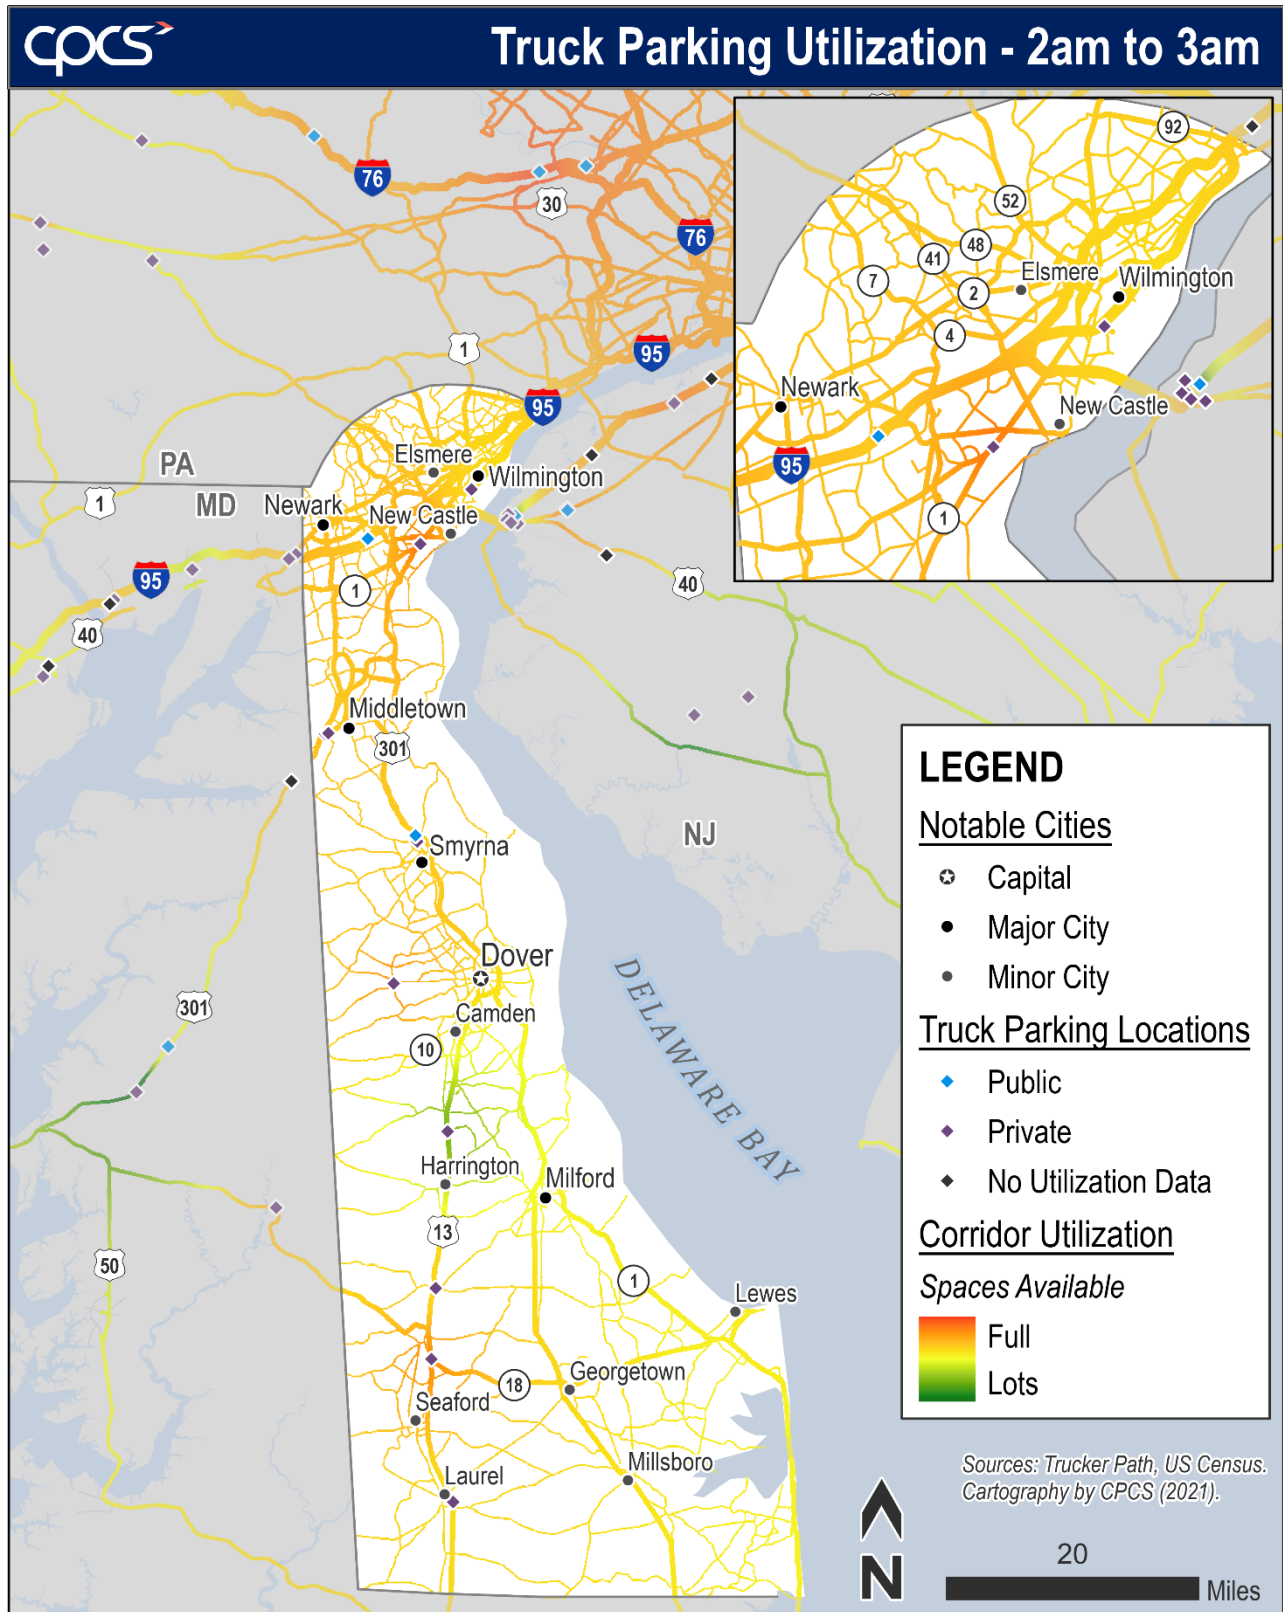 cpcs
Truck Parking Utilization - 2am to 3am
76
30
76
1
95
95
PA
MD
1
Elsmere
Wilmington
Newark
New Castle
95
40
1
40
Middletown
301
Smyrna
NJ
Dover
Camden
10
301
Harrington
Milford
13
50
1
Lewes
Georgetown
18
Seaford
Millsboro
Laurel
DELAWARE BAY
92
52
48
41
7
2
Elsmere
Wilmington
4
Newark
New Castle
95
1
LEGEND
Notable Cities
Capital
Major City
Minor City
Truck Parking Locations
Public
Private
No Utilization Data
Corridor Utilization
Spaces Available
Full
Lots
Sources: Trucker Path, US Census.
Cartography by CPCS (2021).
N
20
Miles